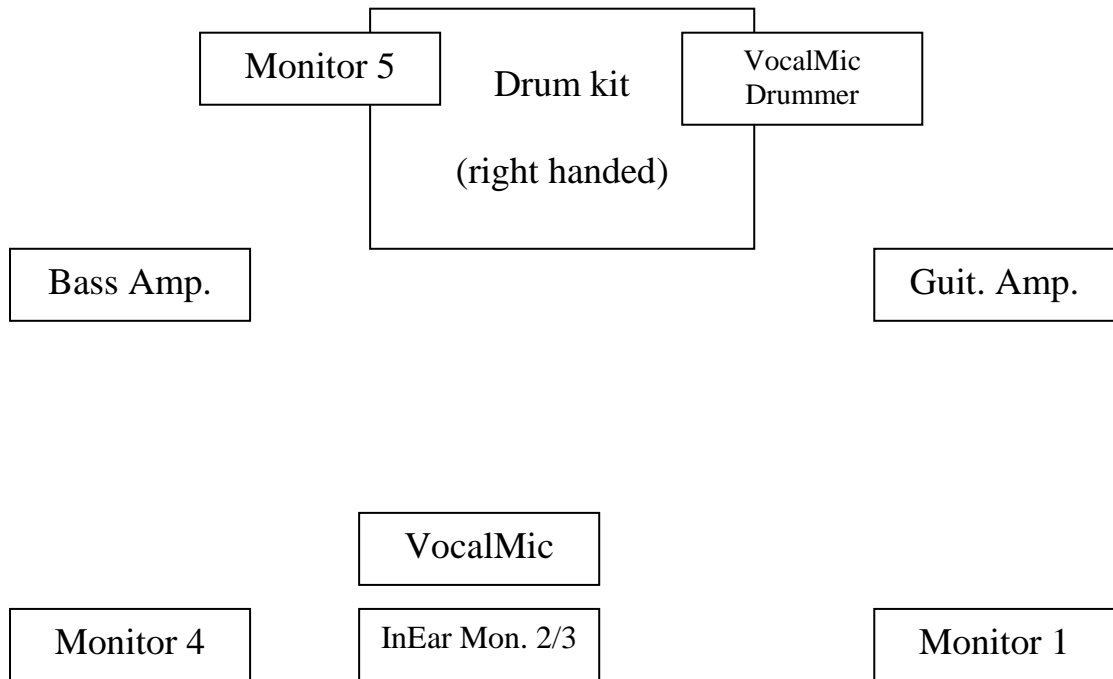 Monitor 5
Drum kit
(right handed)
VocalMic
Drummer
Bass Amp.
Guit. Amp.
VocalMic
Monitor 4
InEar Mon. 2/3
Monitor 1